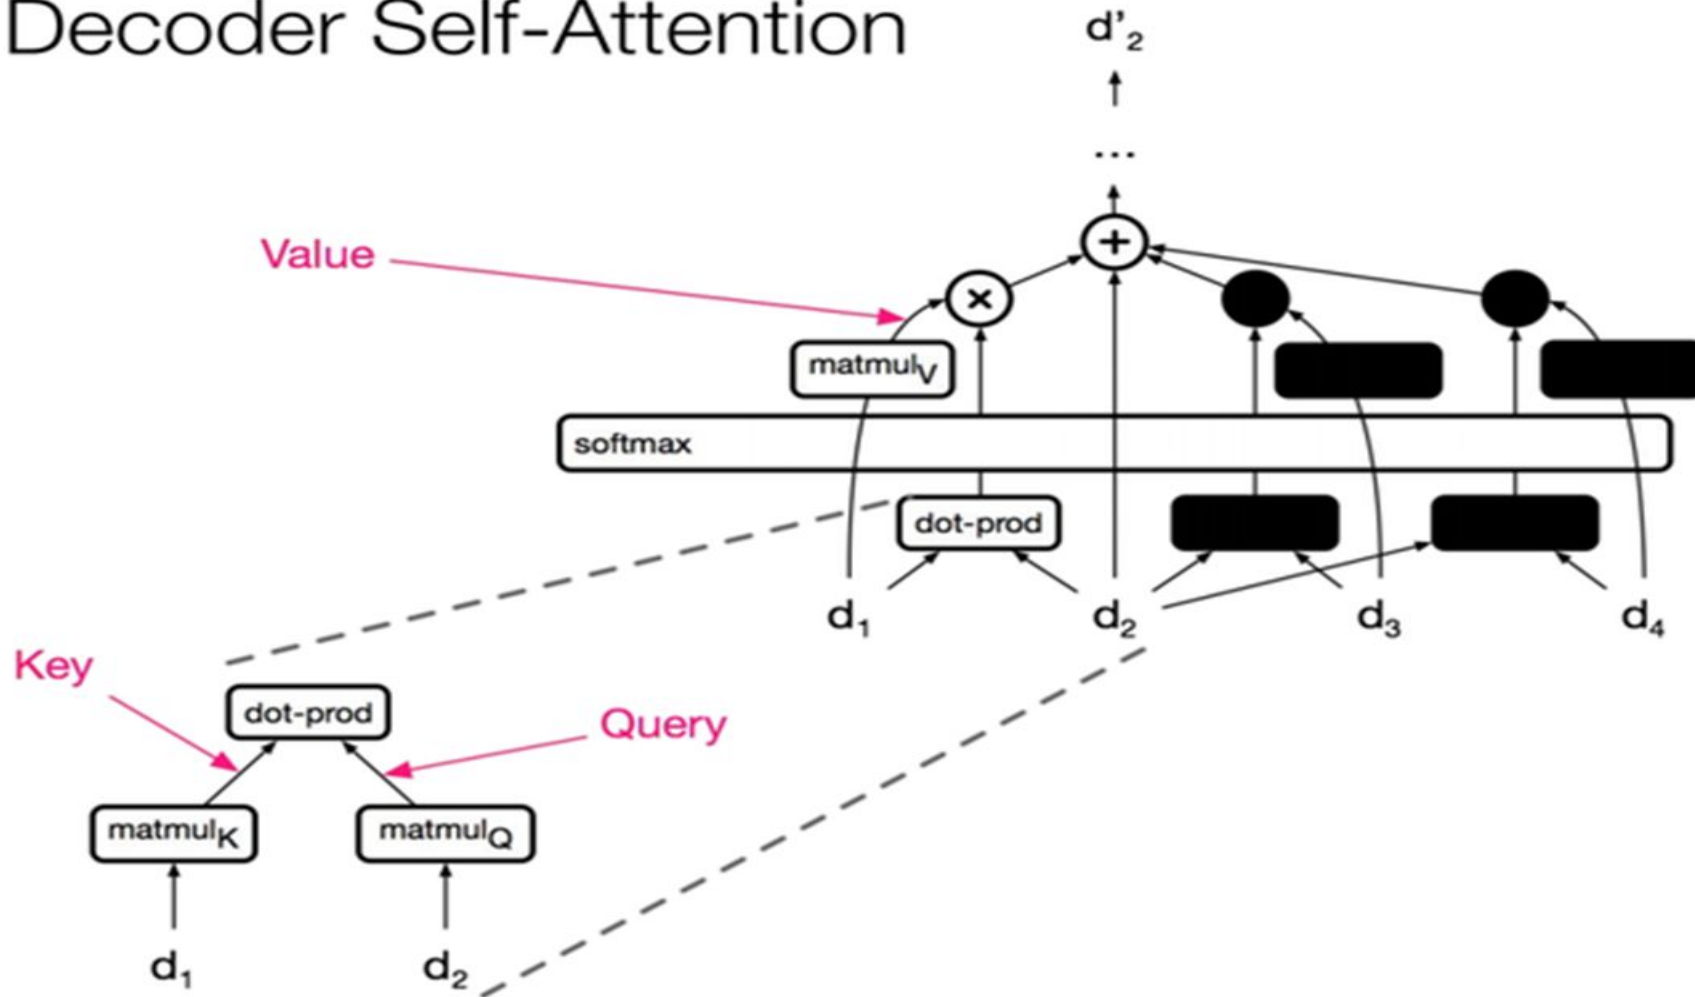 Decoder Self-Attention
d'₂
...
+
Value
×
matmulV
softmax
dot-prod
d₁
d₂
d₃
d₄
Key
dot-prod
Query
matmulK
matmulQ
d₁
d₂